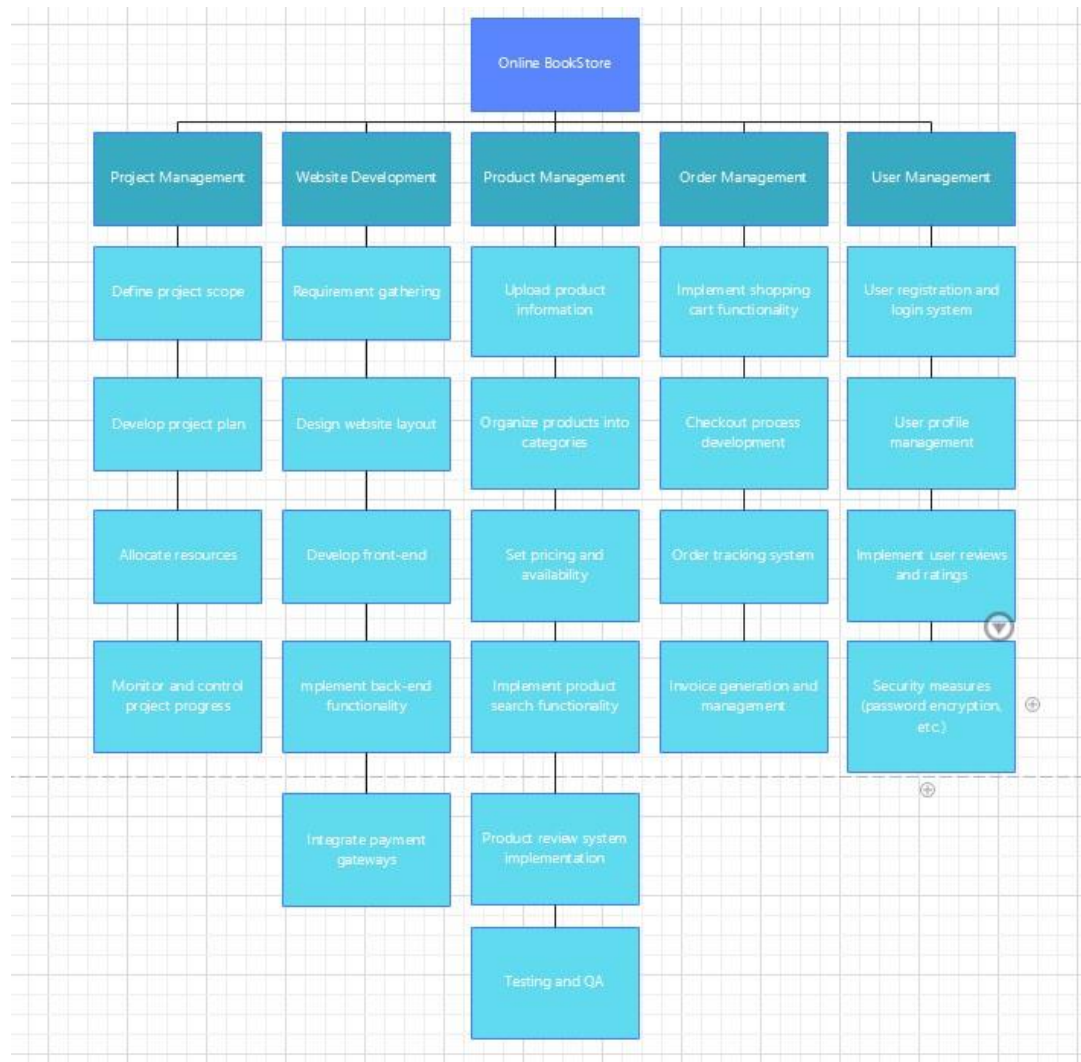 Online BookStore
Project Management
Website Development
Product Management
Order Management
User Management
Define project scope
Requirement gathering
Upload product
information
Implement shopping
cart functionality
User registration and
login system
Develop project plan
Design website layout
Organize products into
categories
Checkout process
development
User profile
management
Allocate resources
Develop front-end
Set pricing and
availability
Order tracking system
Implement user reviews
and ratings
Monitor and control
project progress
mplement back-end
functionality
Implement product
search functionality
Invoice generation and
management
Security measures
(password encryption,
etc.)
Integrate payment
gateways
Product review system
implementation
Testing and QA